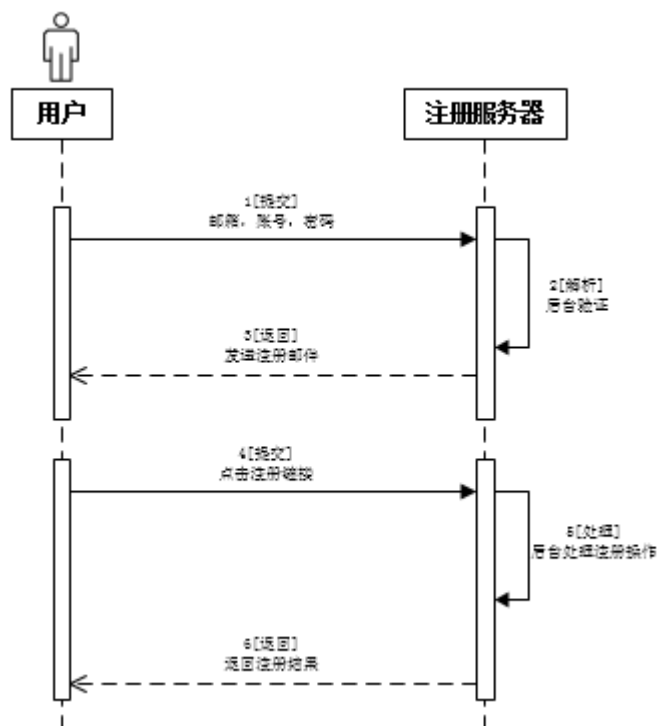 用户
注册服务器
1[提交]
邮箱，账号，密码
2[解析]
后台验证
3[返回]
发送注册邮件
4[提交]
点击注册链接
5[处理]
后台处理注册操作
6[返回]
返回注册结果